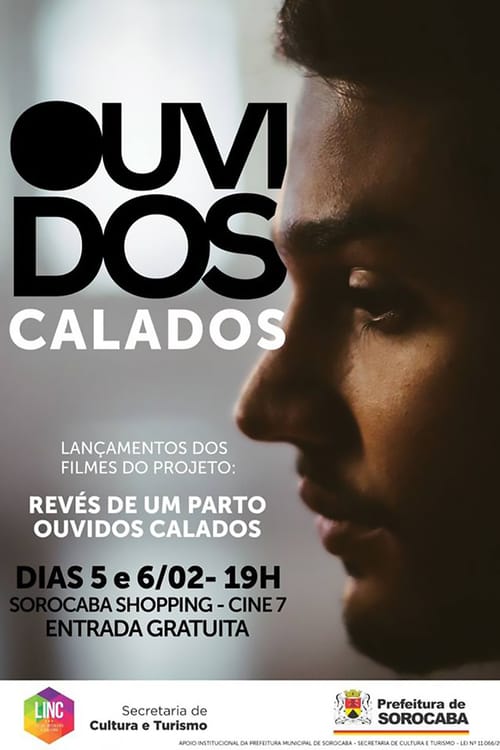 OUVI
DOS
CALADOS
LANÇAMENTOS DOS
FILMES DO PROJETO:
REVÉS DE UM PARTO
OUVIDOS CALADOS
DIAS 5 e 6/02- 19H
SOROCABA SHOPPING - CINE 7
ENTRADA GRATUITA
LINC
Secretaria de
Cultura e Turismo
Prefeitura de
SOROCABA
APOIO INSTITUCIONAL DA PREFEITURA MUNICIPAL DE SOROCABA - SECRETARIA DE CULTURA E TURISMO - LEI Nº 11.066/